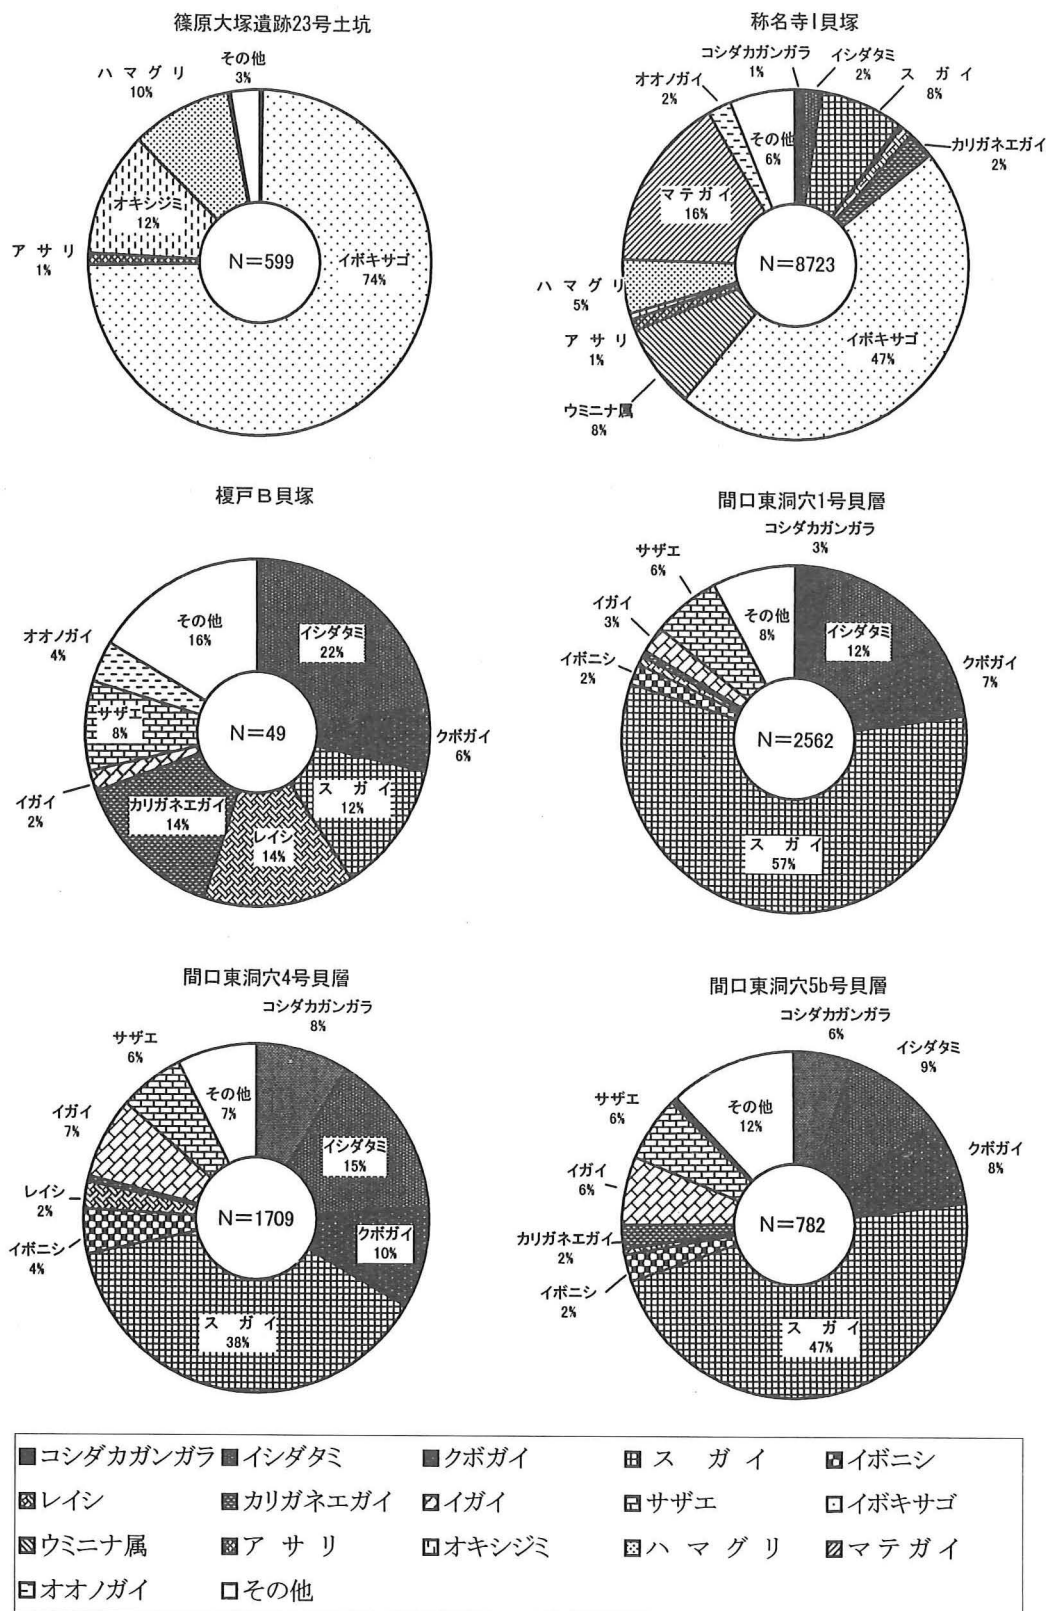 篠原大塚遺跡23号土坑
その他
3%
ハ マ グ リ
10%
オキシジミ
12%
ア サ リ
1%
N=599
イボキサゴ
74%
称名寺I貝塚
コシダカガンガラ
1%
イシダタミ
2%
ス ガイ
8%
カリガネエガイ
2%
オオノガイ
2%
その他
6%
マテガイ
16%
N=8723
ハ マ グ リ
5%
ア サ リ
1%
ウミニナ属
8%
イボキサゴ
47%
榎戸B貝塚
その他
16%
イシダタミ
22%
オオノガイ
4%
サザエ
8%
N=49
クボガイ
6%
ス ガ イ
12%
イガイ
2%
カリガネエガイ
14%
レイシ
14%
間口東洞穴1号貝層
コシダカガンガラ
3%
サザエ
6%
その他
8%
イシダタミ
12%
クボガイ
7%
イガイ
3%
イボニシ
2%
N=2562
ス ガイ
57%
間口東洞穴4号貝層
コシダカガンガラ
8%
サザエ
6%
その他
7%
イシダタミ
15%
イガイ
7%
レイシ
2%
イボニシ
4%
N=1709
クボガイ
10%
ス ガイ
38%
間口東洞穴5b号貝層
コシダカガンガラ
6%
イシダタミ
9%
サザエ
6%
その他
12%
クボガイ
8%
イガイ
6%
カリガネエガイ
2%
イボニシ
2%
N=782
ス ガイ
47%
コシダカガンガラ イシダタミ クボガイ ス ガ イ イボニシ
レイシ カリガネエガイ イガイ サザエ イボキサゴ
ウミニナ属 ア サ リ オキシジミ ハ マ グ リ マ テ ガ イ
オオノガイ その他